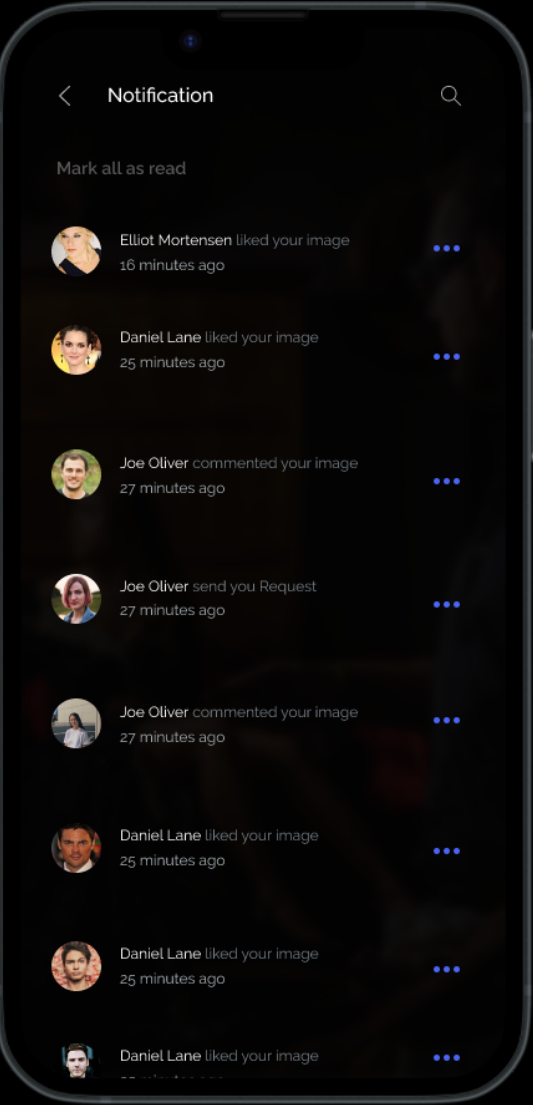 Notification
Mark all as read
Elliot Mortensen liked your image
16 minutes ago
Daniel Lane liked your image
25 minutes ago
Joe Oliver commented your image
27 minutes ago
Joe Oliver send you Request
27 minutes ago
Joe Oliver commented your image
27 minutes ago
Daniel Lane liked your image
25 minutes ago
Daniel Lane liked your image
25 minutes ago
Daniel Lane liked your image